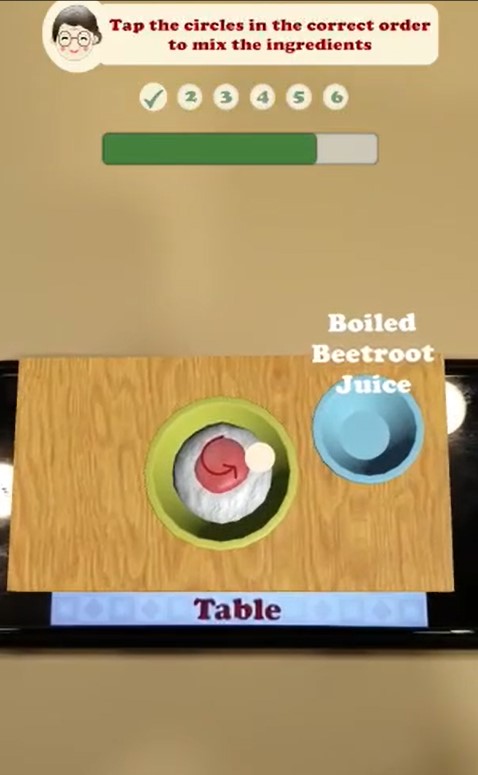 Tap the circles in the correct order
to mix the ingredients
2 3 4 5 6
Boiled
Beetroot
Juice
Table